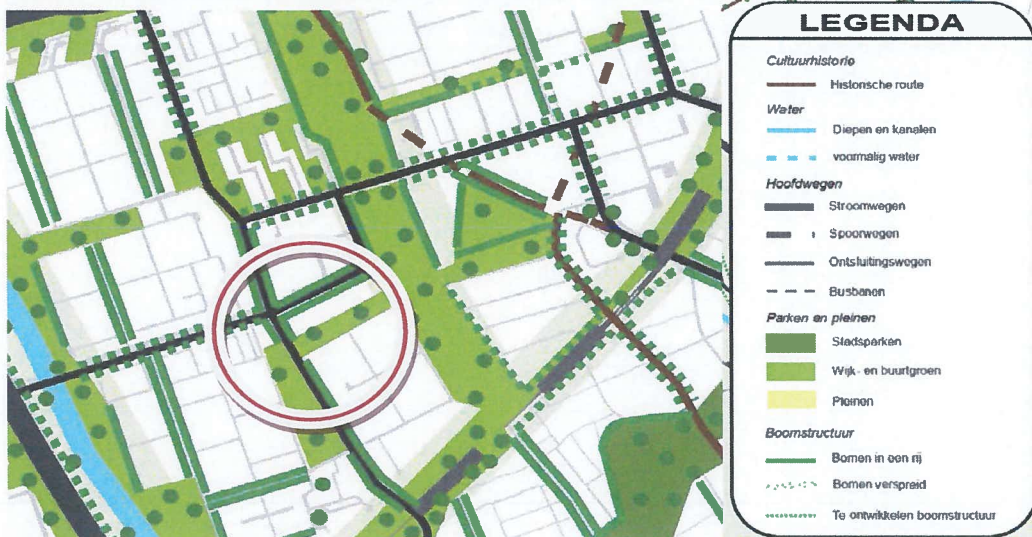 LEGENDA
Cultuurhistorie
Historische route
Water
Diepen en kanalen
voormalig water
Hoofdwegen
Stroomwegen
Spoorwegen
Ontsluitingswegen
Busbanen
Parken en pleinen
Stadsparken
Wijk- en buurtgroen
Pleinen
Boomstructuur
Bomen in een rij
Bomen verspreid
Te ontwikkelen boomstructuur